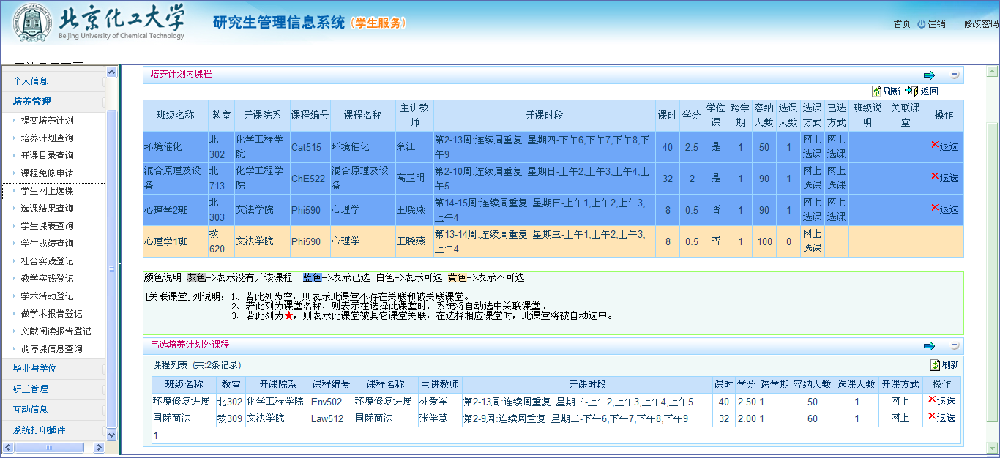 北京化工大学
Beijing University of Chemical Technology
研究生管理信息系统 (学生服务)
首页 注销 修改密码
个人信息
培养管理
提交培养计划
培养计划查询
开课目录查询
课程免修申请
学生网上选课
选课结果查询
学生课表查询
学生成绩查询
社会实践登记
教学实践登记
学术活动登记
做学术报告登记
文献阅读报告登记
调停课信息查询
毕业与学位
研工管理
互动信息
系统打印插件
培养计划内课程
刷新 返回
班级名称 教室 开课院系 课程编号 课程名称 主讲教师 开课时段 课时 学分 学位课 跨学期 容纳人数 选课人数 选课方式 已选方式 班级说明 关联课堂 操作
环境催化 北302 化学工程学院 Cat515 环境催化 余江 第2-13周:连续周重复 星期四-下午6,下午7,下午8,下午9 40 2.5 是 1 50 1 网上选课 网上选课 退选
混合原理及设备 北713 化学工程学院 ChE522 混合原理及设备 高正明 第2-10周:连续周重复 星期日-上午2,上午3,上午4,上午5 32 2 是 1 90 1 网上选课 网上选课 退选
心理学2班 北303 文法学院 Phi590 心理学 王晓燕 第14-15周:连续周重复 星期日-上午1,上午2,上午3,上午4 8 0.5 否 1 90 1 网上选课 网上选课 退选
心理学1班 教620 文法学院 Phi590 心理学 王晓燕 第13-14周:连续周重复 星期三-上午1,上午2,上午3,上午4 8 0.5 否 1 100 0 网上选课
颜色说明 灰色->表示没有开该课程 蓝色->表示已选 白色->表示可选 黄色->表示不可选
[关联课堂]列说明：1、若此列为空，则表示此课堂不存在关联和被关联课堂。
2、若此列为课堂名称，则表示在选择此课堂时，系统将自动选中关联课堂。
3、若此列为★，则表示此课堂被其它课堂关联，在选择相应课堂时，此课堂将被自动选中。
已选培养计划外课程
课程列表 (共:2条记录) 刷新
班级名称 教室 开课院系 课程编号 课程名称 主讲教师 开课时段 课时 学分 跨学期 容纳人数 选课人数 开课方式 操作
环境修复进展 北302 化学工程学院 Env502 环境修复进展 林爱军 第2-13周:连续周重复 星期三-上午2,上午3,上午4,上午5 40 2.50 1 50 1 网上 退选
国际商法 教309 文法学院 Law512 国际商法 张学慧 第2-9周:连续周重复 星期二-下午6,下午7,下午8,下午9 32 2.00 1 60 1 网上 退选
1